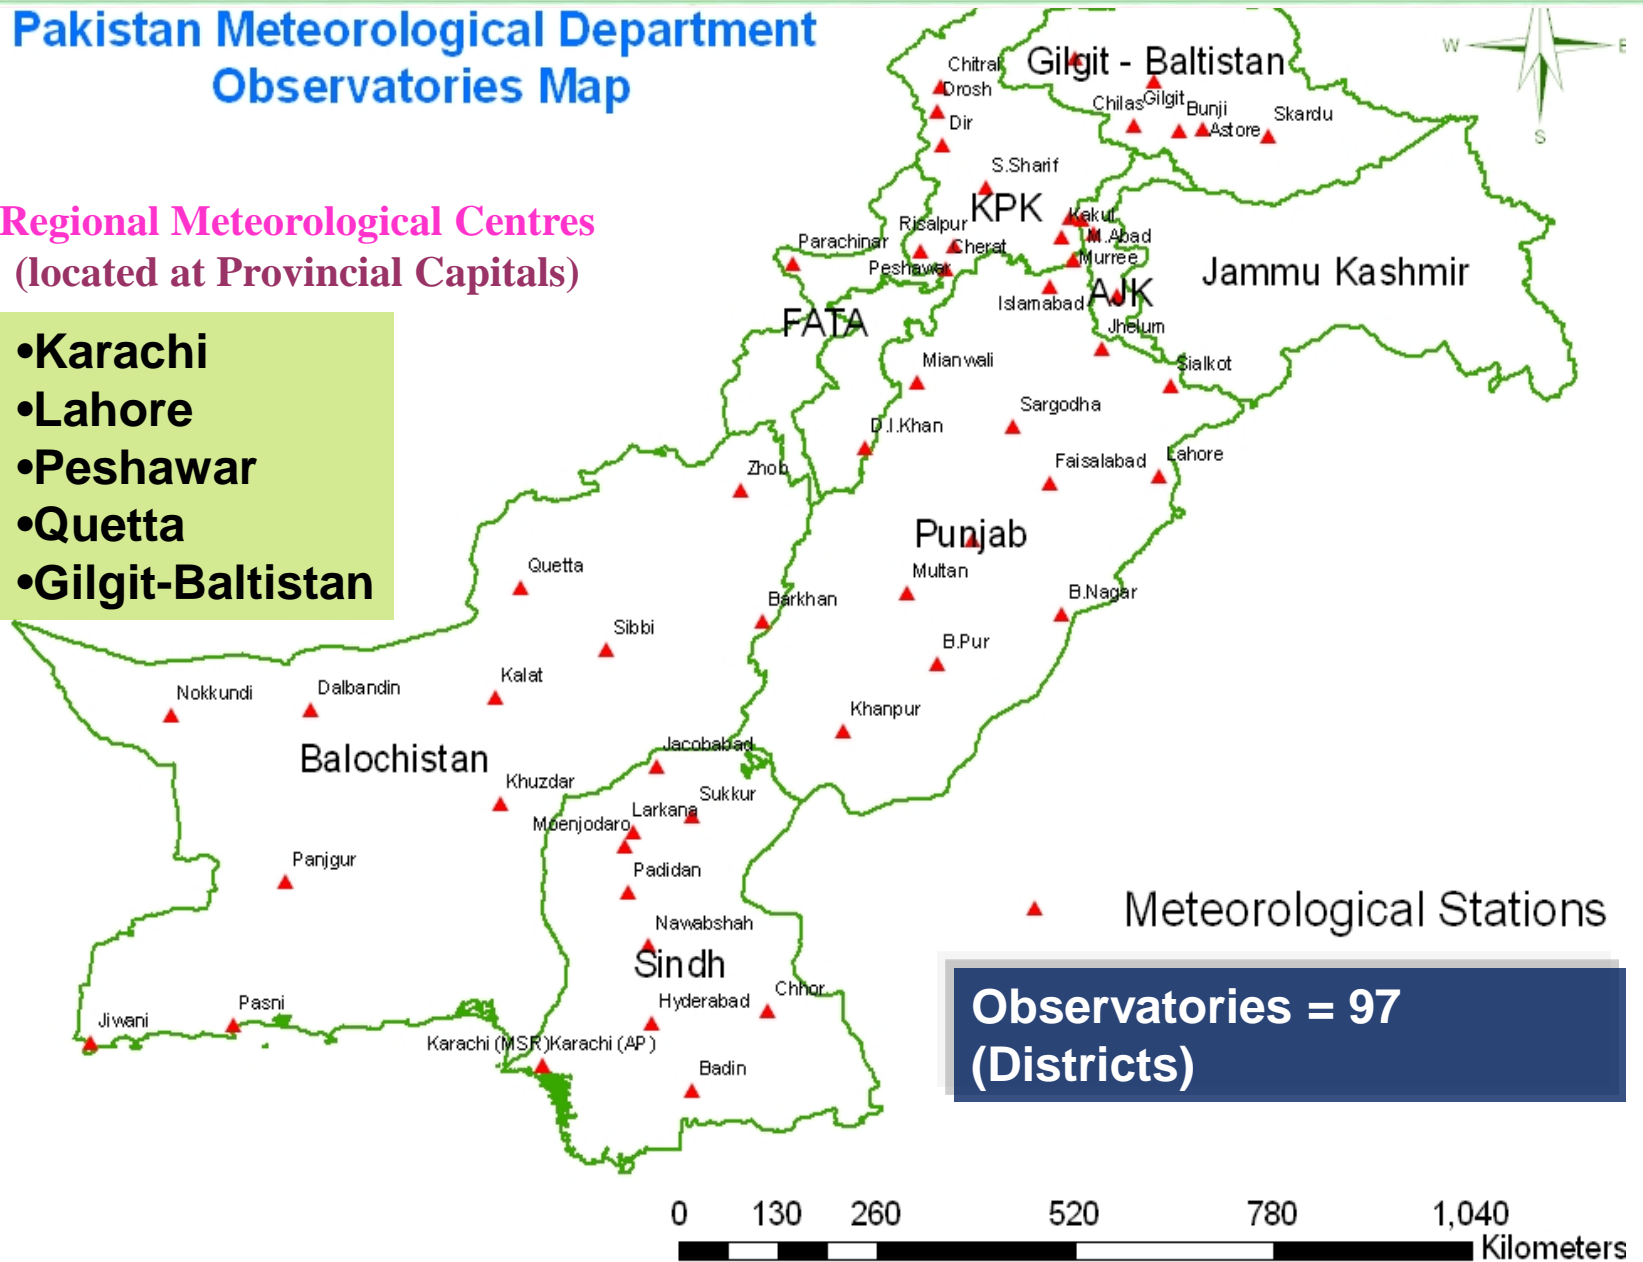 Pakistan Meteorological Department
Observatories Map
Regional Meteorological Centres
(located at Provincial Capitals)
•Karachi
•Lahore
•Peshawar
•Quetta
•Gilgit-Baltistan
W
E
S
Gilgit - Baltistan
Chitral
Drosh
Dir
Chilas
Gilgit
Bunji
Astore
Skardu
S.Sharif
KPK
Kakul
Risalpur
Cherat
M.Abad
Parachinar
Peshawar
Murree
Jammu Kashmir
Islamabad
AJK
FATA
Jhelum
Mianwali
Sialkot
Sargodha
D.I.Khan
Zhob
Faisalabad
Lahore
Punjab
Quetta
Multan
Barkhan
B.Nagar
Sibbi
B.Pur
Kalat
Nokkundi
Dalbandin
Khanpur
Balochistan
Jacobabad
Khuzdar
Sukkur
Larkana
Moenjodaro
Panjgur
Padidan
Nawabshah
Sindh
Hyderabad
Chhor
Pasni
Jiwani
Karachi (MSR)Karachi (AP)
Badin
Meteorological Stations
Observatories = 97
(Districts)
0 130 260 520 780 1,040
Kilometers